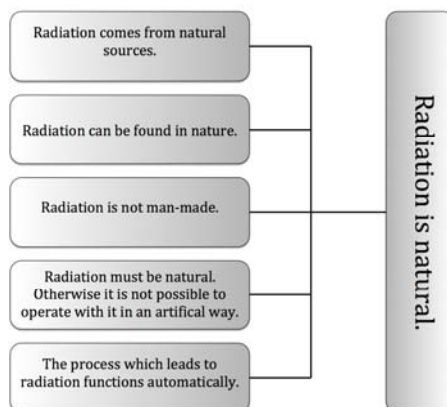 Radiation comes from natural
sources.
Radiation can be found in nature.
Radiation is not man-made.
Radiation must be natural.
Otherwise it is not possible to
operate with it in an artifical way.
The process which leads to
radiation functions automatically.
Radiation is natural.